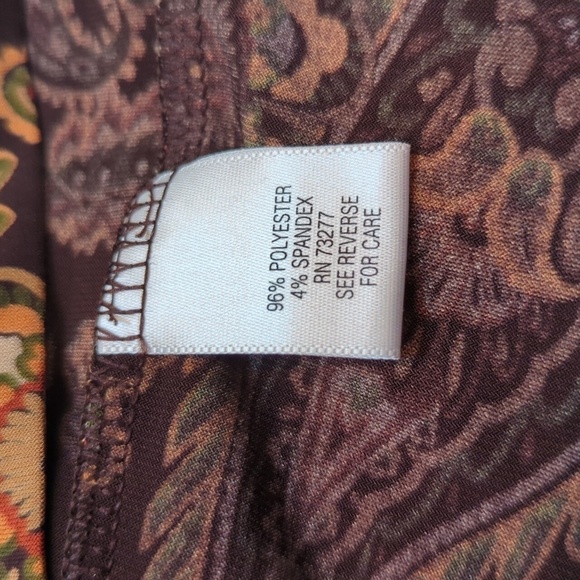 96% POLYESTER
4% SPANDEX
RN 73277
SEE REVERSE
FOR CARE